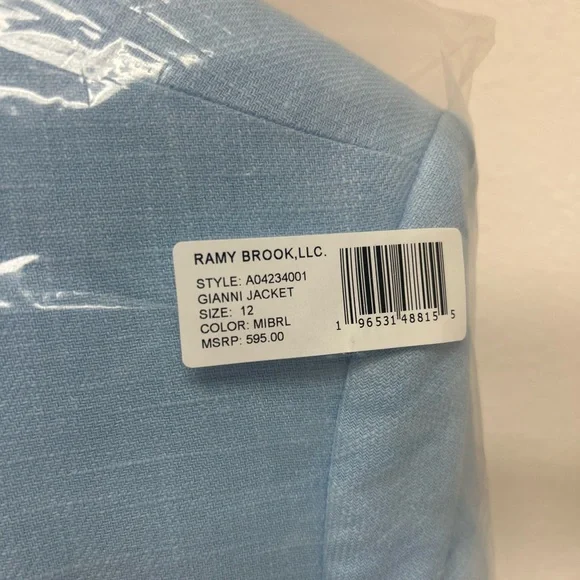 RAMY BROOK,LLC.
STYLE: A04234001
GIANNI JACKET
SIZE: 12
COLOR: MIBRL
MSRP: 595.00
1 96531 48815 5